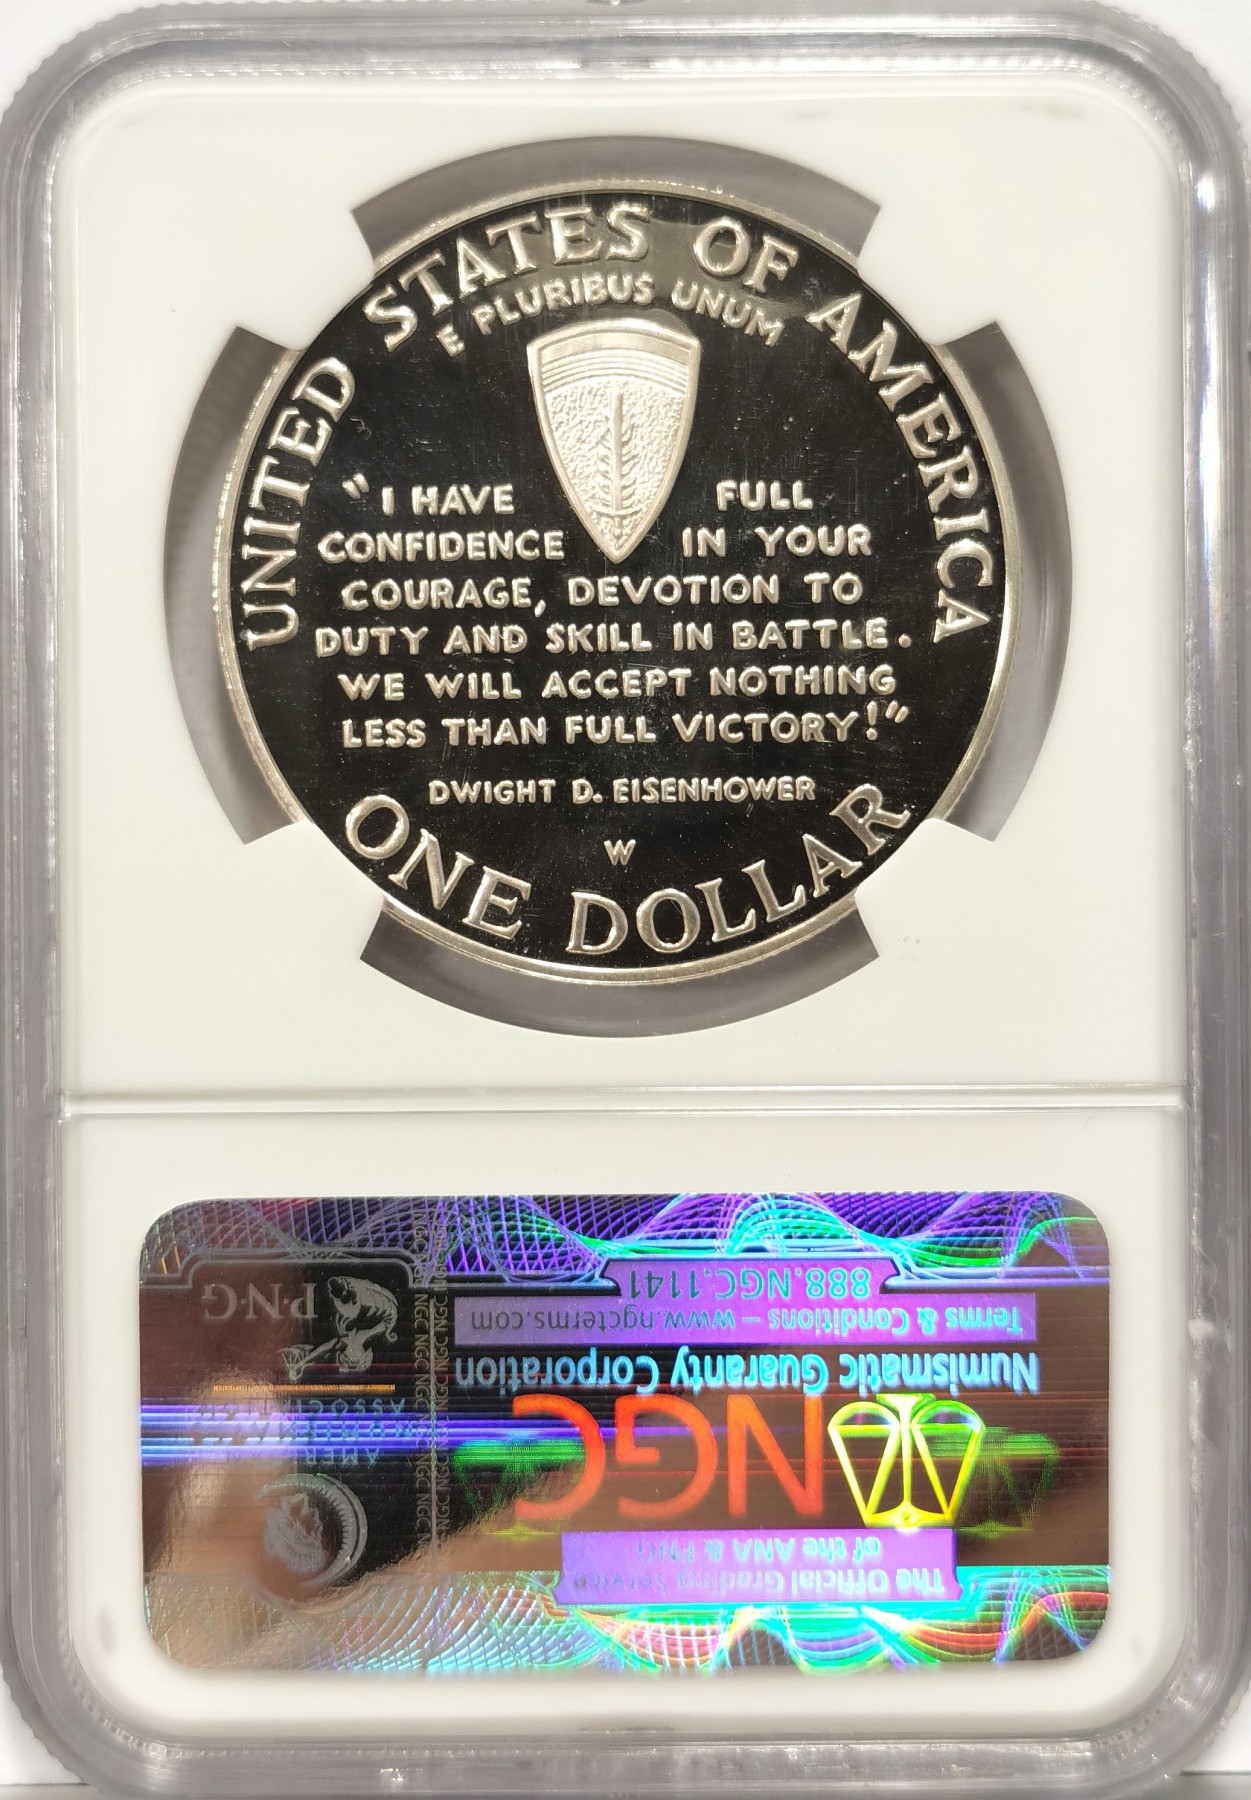 UNITED STATES OF AMERICA
E PLURIBUS UNUM
"I HAVE FULL
CONFIDENCE IN YOUR
COURAGE, DEVOTION TO
DUTY AND SKILL IN BATTLE.
WE WILL ACCEPT NOTHING
LESS THAN FULL VICTORY!"
DWIGHT D. EISENHOWER
W
ONE DOLLAR
The Official Grading Service
of the ANA & PNG
NGC
Numismatic Guaranty Corporation
Terms & Conditions – www.ngcterms.com
888.NGC.1141
P·N·G